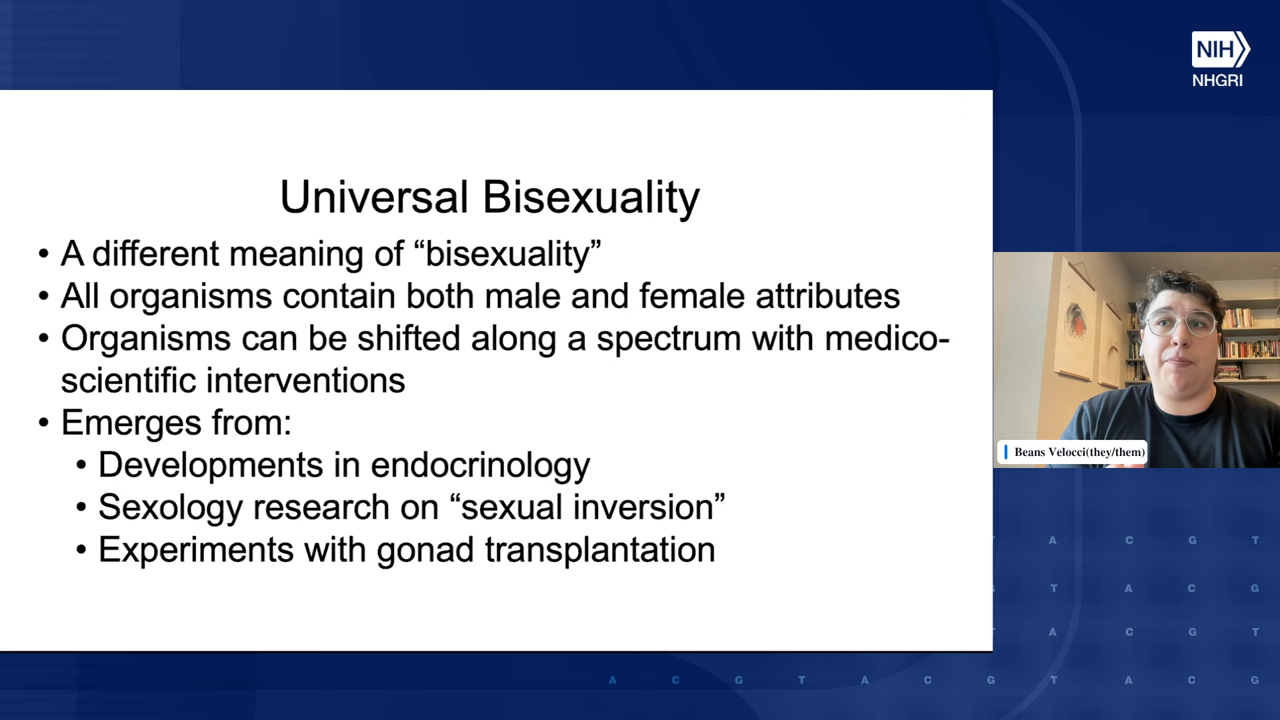 NIH
NHGRI
Universal Bisexuality
• A different meaning of “bisexuality”
• All organisms contain both male and female attributes
• Organisms can be shifted along a spectrum with medico-
scientific interventions
• Emerges from:
• Developments in endocrinology
• Sexology research on “sexual inversion”
• Experiments with gonad transplantation
Beans Velocci(they/them)
T A C G T
G T A C G
T A C G T
A C G T A C G T A C G